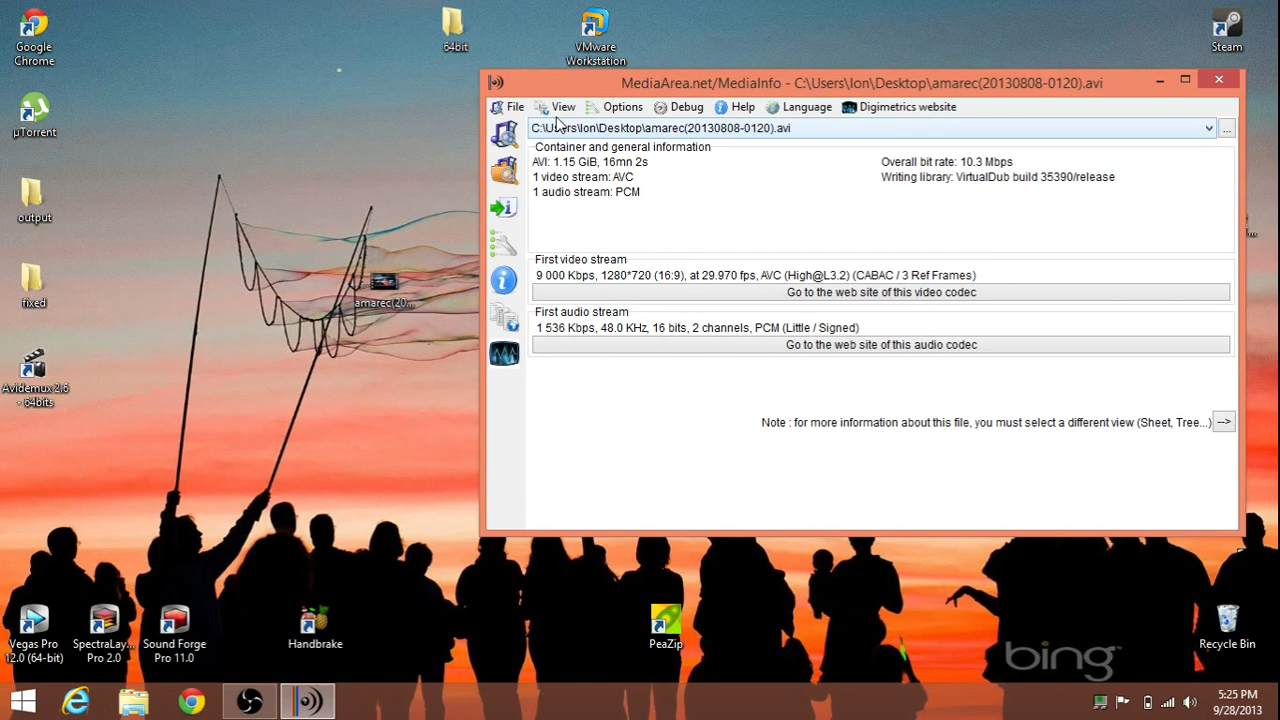 Google
Chrome
64bit
VMware
Workstation
Steam
µTorrent
output
fixed
Avidemux 2.6
- 64bits
amarec(20...
MediaArea.net/MediaInfo - C:\Users\Ion\Desktop\amarec(20130808-0120).avi
File View Options Debug Help Language Digimetrics website
C:\Users\Ion\Desktop\amarec(20130808-0120).avi
...
Container and general information
AVI: 1.15 GiB, 16mn 2s
Overall bit rate: 10.3 Mbps
1 video stream: AVC
Writing library: VirtualDub build 35390/release
1 audio stream: PCM
First video stream
9 000 Kbps, 1280*720 (16:9), at 29.970 fps, AVC (High@L3.2) (CABAC / 3 Ref Frames)
Go to the web site of this video codec
First audio stream
1 536 Kbps, 48.0 KHz, 16 bits, 2 channels, PCM (Little / Signed)
Go to the web site of this audio codec
Note : for more information about this file, you must select a different view (Sheet, Tree...)
-->
Vegas Pro
12.0 (64-bit)
SpectraLay...
Pro 2.0
Sound Forge
Pro 11.0
Handbrake
PeaZip
Recycle Bin
bing
5:25 PM
9/28/2013